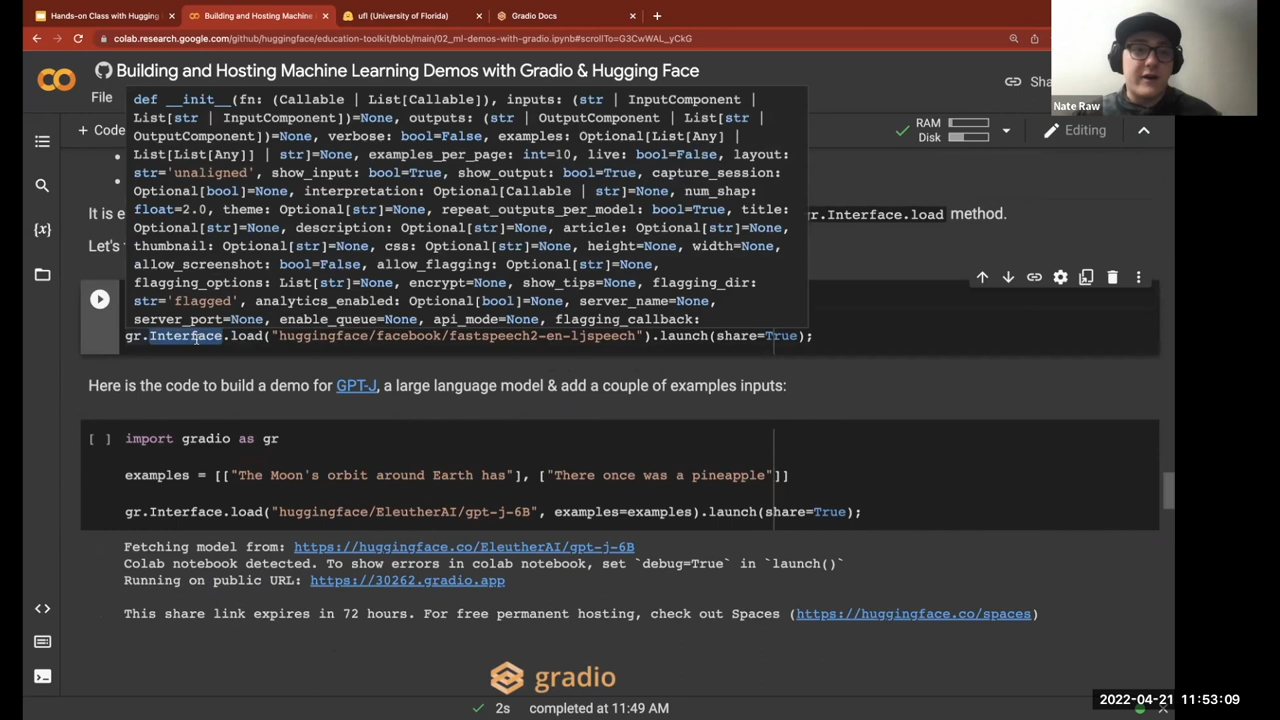 Hands-on Class with Hugging
Building and Hosting Machine
ufl (University of Florida)
Gradio Docs
colab.research.google.com/github/huggingface/education-toolkit/blob/main/02_ml-demos-with-gradio.ipynb#scrollTo=G3CwWAL_yCkG
Building and Hosting Machine Learning Demos with Gradio & Hugging Face
Sha
Nate Raw
File
+ Code
RAM
Disk
Editing
def __init__(fn: (Callable | List[Callable]), inputs: (str | InputComponent |
List[str | InputComponent])=None, outputs: (str | OutputComponent | List[str |
OutputComponent])=None, verbose: bool=False, examples: Optional[List[Any] |
List[List[Any]] | str]=None, examples_per_page: int=10, live: bool=False, layout:
str='unaligned', show_input: bool=True, show_output: bool=True, capture_session:
Optional[bool]=None, interpretation: Optional[Callable | str]=None, num_shap:
float=2.0, theme: Optional[str]=None, repeat_outputs_per_model: bool=True, title:
Optional[str]=None, description: Optional[str]=None, article: Optional[str]=None,
thumbnail: Optional[str]=None, css: Optional[str]=None, height=None, width=None,
allow_screenshot: bool=False, allow_flagging: Optional[str]=None,
flagging_options: List[str]=None, encrypt=None, show_tips=None, flagging_dir:
str='flagged', analytics_enabled: Optional[bool]=None, server_name=None,
server_port=None, enable_queue=None, api_mode=None, flagging_callback:
It is e
gr.Interface.load method.
Let's
gr.Interface.load("huggingface/facebook/fastspeech2-en-ljspeech").launch(share=True);
Here is the code to build a demo for GPT-J, a large language model & add a couple of examples inputs:
[ ] import gradio as gr
examples = [["The Moon's orbit around Earth has"], ["There once was a pineapple"]]
gr.Interface.load("huggingface/EleutherAI/gpt-j-6B", examples=examples).launch(share=True);
Fetching model from: https://huggingface.co/EleutherAI/gpt-j-6B
Colab notebook detected. To show errors in colab notebook, set `debug=True` in `launch()`
Running on public URL: https://30262.gradio.app
This share link expires in 72 hours. For free permanent hosting, check out Spaces (https://huggingface.co/spaces)
gradio
2s completed at 11:49 AM
2022-04-21 11:53:09